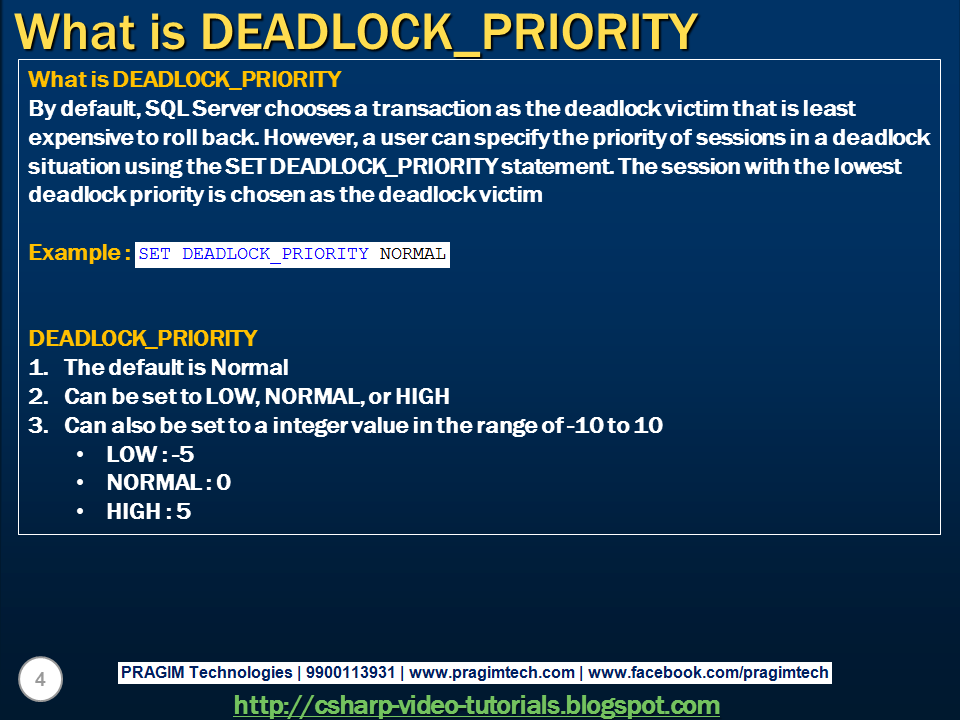 What is DEADLOCK_PRIORITY
What is DEADLOCK_PRIORITY
By default, SQL Server chooses a transaction as the deadlock victim that is least
expensive to roll back. However, a user can specify the priority of sessions in a deadlock
situation using the SET DEADLOCK_PRIORITY statement. The session with the lowest
deadlock priority is chosen as the deadlock victim
Example : SET DEADLOCK_PRIORITY NORMAL
DEADLOCK_PRIORITY
1. The default is Normal
2. Can be set to LOW, NORMAL, or HIGH
3. Can also be set to a integer value in the range of -10 to 10
• LOW : -5
• NORMAL : 0
• HIGH : 5
4
PRAGIM Technologies | 9900113931 | www.pragimtech.com | www.facebook.com/pragimtech
http://csharp-video-tutorials.blogspot.com